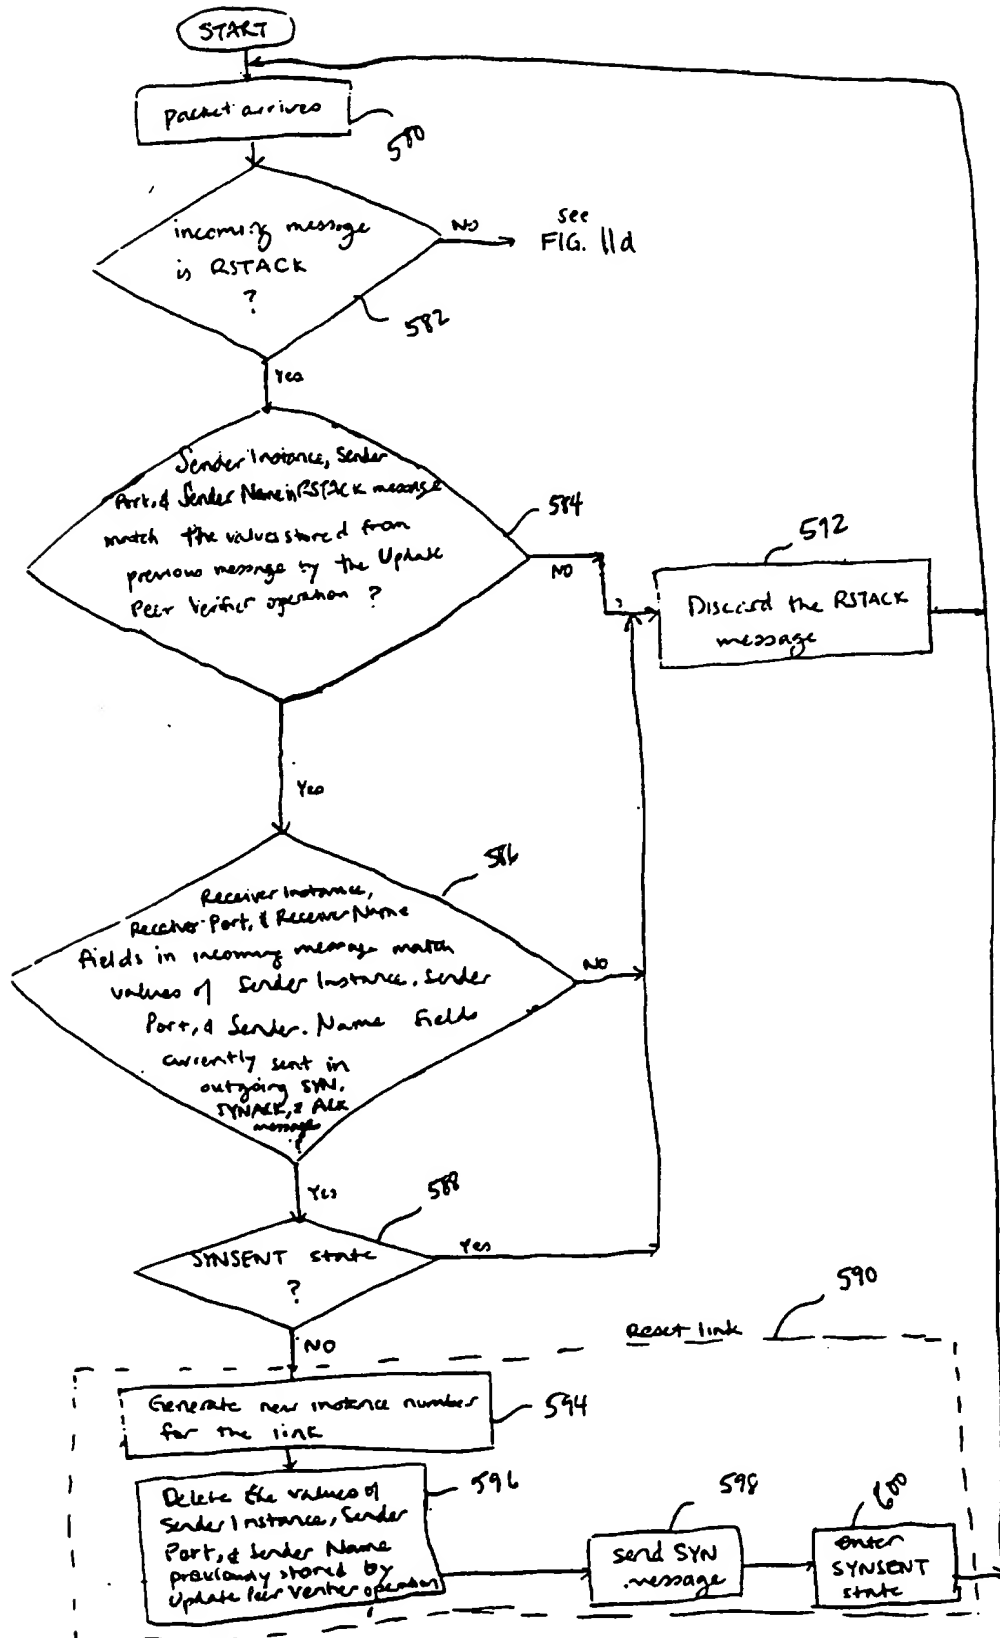 START
Packet arrives
580
incoming message
is RSTACK
?
NO
see
FIG. 11d
582
Yes
Sender Instance, Sender
Port, & Sender Name in RSTACK message
match the values stored from
previous message by the Update
Peer Verifier operation ?
584
NO
592
Discard the RSTACK
message
Yes
586
Receiver Instance,
Receiver Port, & Receiver Name
fields in incoming message match
values of Sender Instance, Sender
Port, & Sender Name fields
currently sent in
outgoing SYN,
SYNACK, & ACK
message
?
NO
Yes
588
SYNSENT state
?
Yes
NO
Reset link
590
Generate new instance number
for the link
594
Delete the values of
Sender Instance, Sender
Port, & Sender Name
previously stored by
Update Peer Verifier operation
596
send SYN
message
598
enter
SYNSENT
state
600